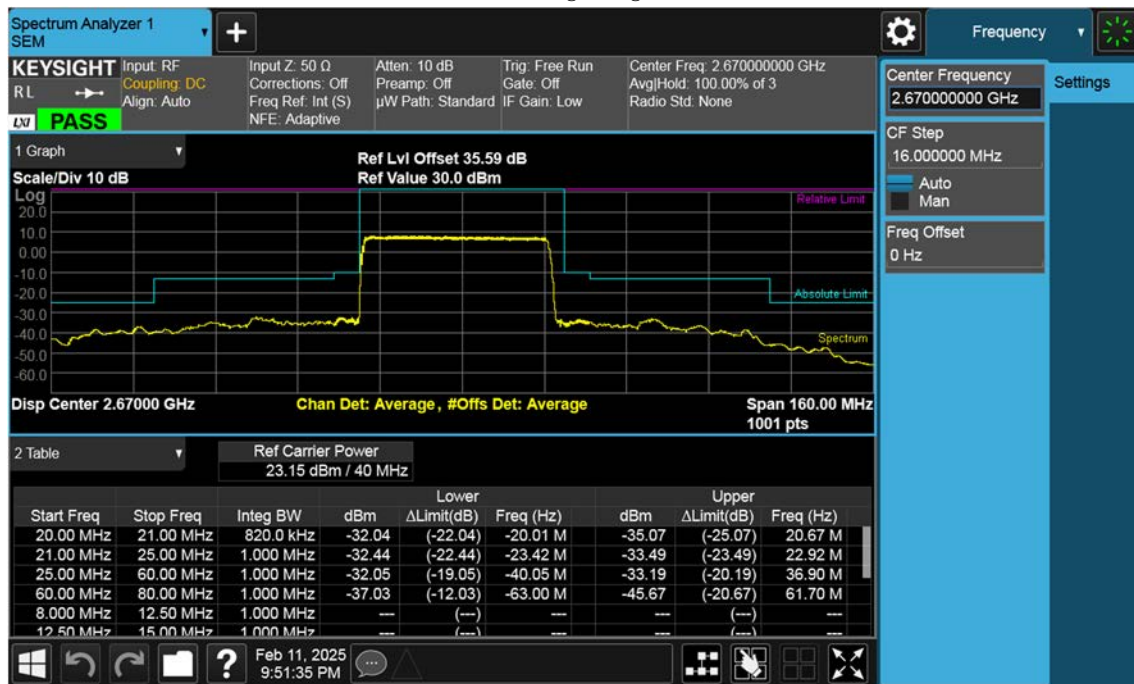 Spectrum Analyzer 1
SEM
Frequency
KEYSIGHT
RL
LXI
PASS
Input: RF
Coupling: DC
Align: Auto
Input Z: 50 Ω
Corrections: Off
Freq Ref: Int (S)
NFE: Adaptive
Atten: 10 dB
Preamp: Off
µW Path: Standard
Trig: Free Run
Gate: Off
IF Gain: Low
Center Freq: 2.670000000 GHz
Avg|Hold: 100.00% of 3
Radio Std: None
Center Frequency
2.670000000 GHz
Settings
CF Step
16.000000 MHz
Auto
Man
Freq Offset
0 Hz
1 Graph
Scale/Div 10 dB
Ref Lvl Offset 35.59 dB
Ref Value 30.0 dBm
Log
Relative Limit
20.0
10.0
0.00
-10.0
-20.0
Absolute Limit
-30.0
-40.0
Spectrum
-50.0
-60.0
Disp Center 2.67000 GHz
Chan Det: Average, #Offs Det: Average
Span 160.00 MHz
1001 pts
2 Table
Ref Carrier Power
23.15 dBm / 40 MHz
Lower Upper
Start Freq Stop Freq Integ BW dBm ΔLimit(dB) Freq (Hz) dBm ΔLimit(dB) Freq (Hz)
20.00 MHz 21.00 MHz 820.0 kHz -32.04 (-22.04) -20.01 M -35.07 (-25.07) 20.67 M
21.00 MHz 25.00 MHz 1.000 MHz -32.44 (-22.44) -23.42 M -33.49 (-23.49) 22.92 M
25.00 MHz 60.00 MHz 1.000 MHz -32.05 (-19.05) -40.05 M -33.19 (-20.19) 36.90 M
60.00 MHz 80.00 MHz 1.000 MHz -37.03 (-12.03) -63.00 M -45.67 (-20.67) 61.70 M
8.000 MHz 12.50 MHz 1.000 MHz --- (---) --- --- (---) ---
12.50 MHz 15.00 MHz 1.000 MHz --- (---) --- --- (---) ---
?
Feb 11, 2025
9:51:35 PM